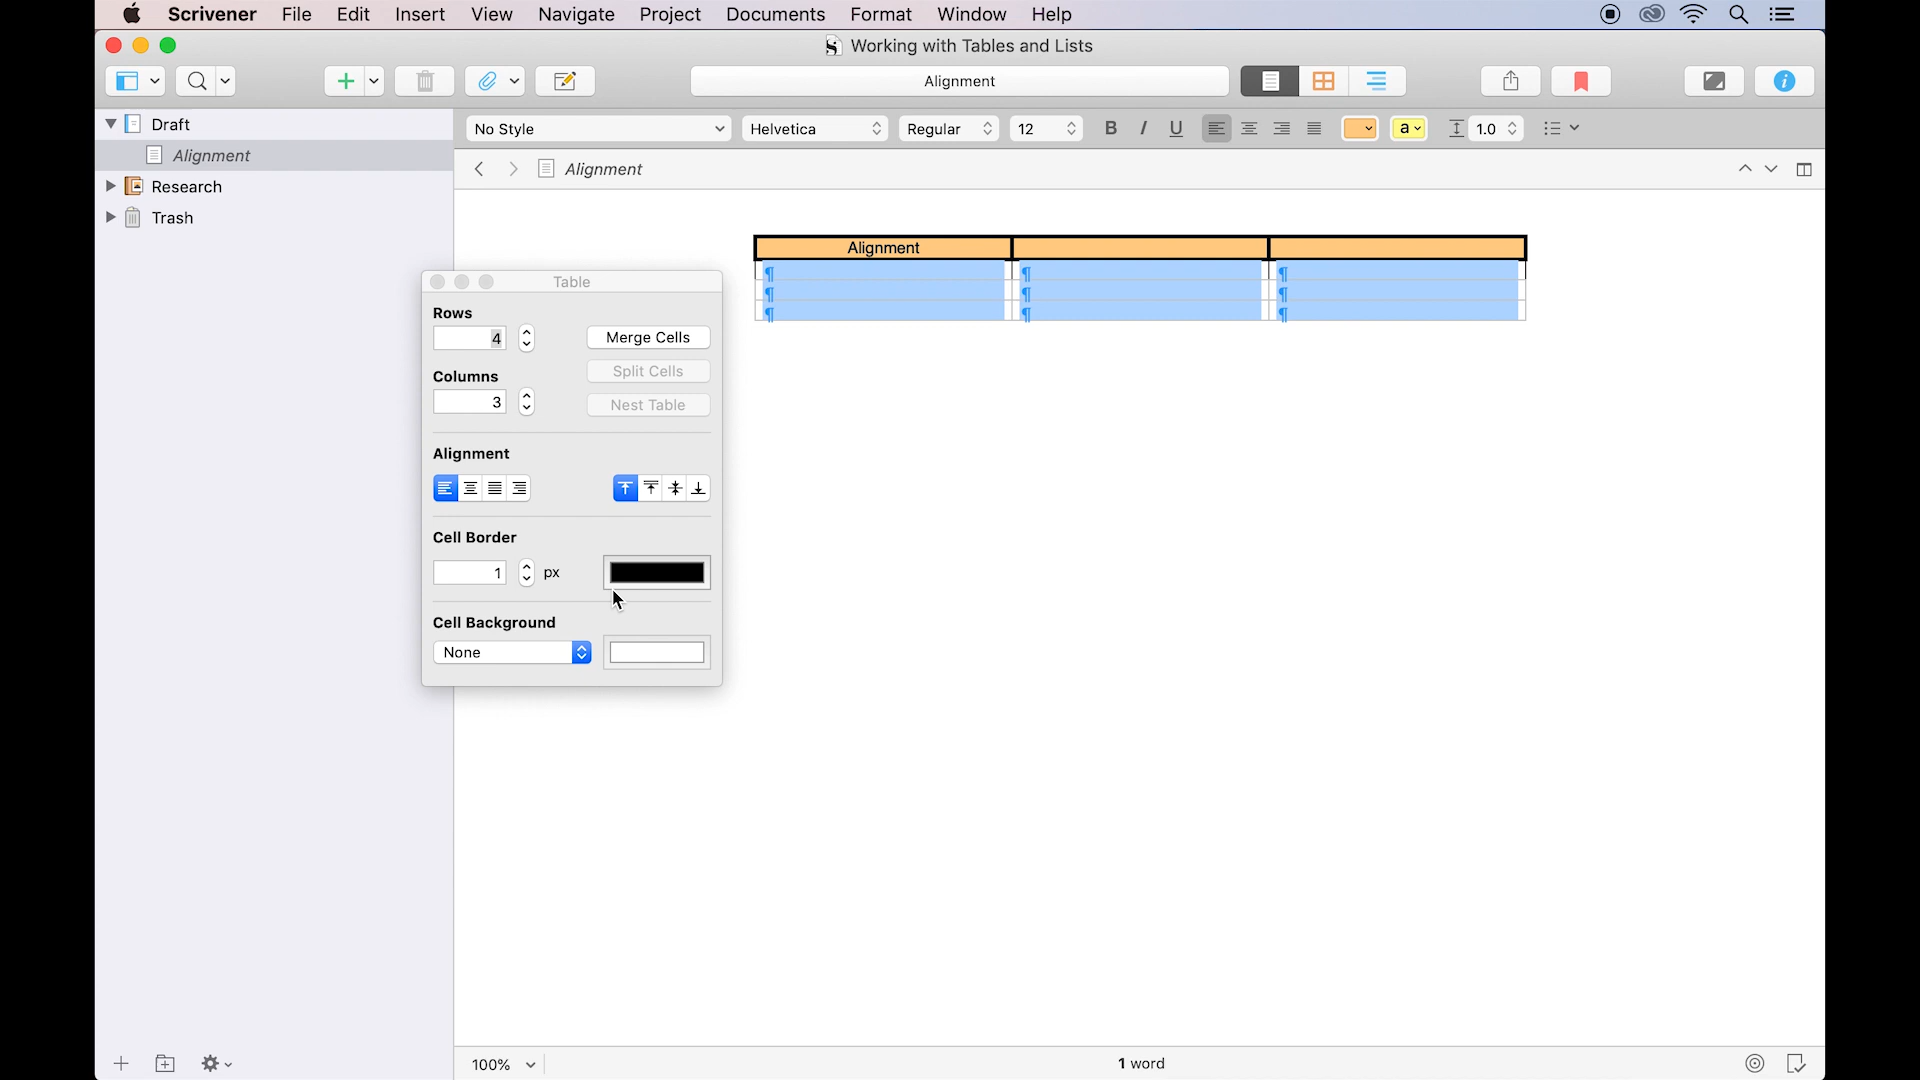 Scrivener File Edit Insert View Navigate Project Documents Format Window Help
Working with Tables and Lists
Alignment
No Style Helvetica Regular 12 B I U a 1.0
Draft
Alignment
Research
Trash
Alignment
Alignment
¶ ¶ ¶
¶ ¶ ¶
¶ ¶ ¶
Table
Rows
4 Merge Cells
Split Cells
Columns
3 Nest Table
Alignment
Cell Border
1 px
Cell Background
None
100% 1 word